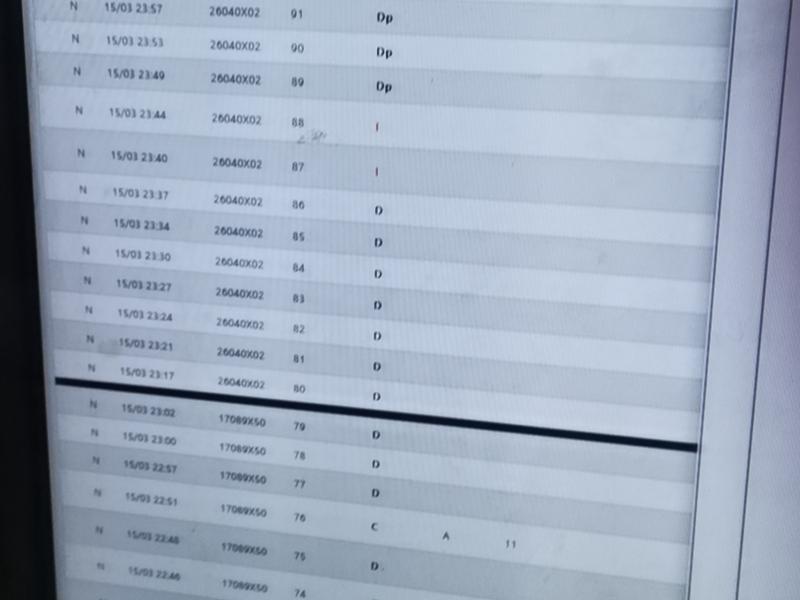 N 15/03 23:57 26040X02 91 Dp
N 15/03 23:53 26040X02 90 Dp
N 15/03 23:49 26040X02 89 Dp
N 15/03 23:44 26040X02 88 I
N 15/03 23:40 26040X02 87 I
N 15/03 23:37 26040X02 86 D
N 15/03 23:34 26040X02 85 D
N 15/03 23:30 26040X02 84 D
N 15/03 23:27 26040X02 83 D
N 15/03 23:24 26040X02 82 D
N 15/03 23:21 26040X02 81 D
N 15/03 23:17 26040X02 80 D
N 15/03 23:02 17089X50 79 D
N 15/03 23:00 17089X50 78 D
N 15/03 22:57 17089X50 77 D
N 15/03 22:51 17089X50 76 C A 11
N 15/03 22:48 17089X50 75 D
N 15/03 22:46 17089X50 74